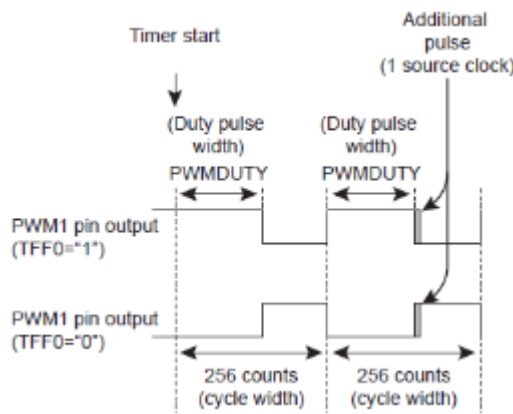 Additional
pulse
(1 source clock)
Timer start
(Duty pulse
width)
PWMDUTY
(Duty pulse
width)
PWMDUTY
PWM1 pin output
(TFF0=“1”)
PWM1 pin output
(TFF0=“0”)
256 counts
(cycle width)
256 counts
(cycle width)